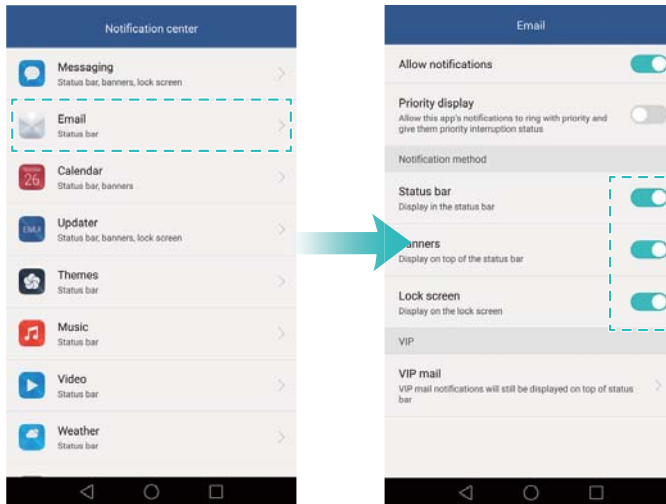 Notification center
Messaging
Status bar, banners, lock screen
Email
Status bar
Calendar
Status bar, banners
26
Updater
Status bar, banners, lock screen
EMUI
Themes
Status bar
Music
Status bar
Video
Status bar
Weather
Status bar
Email
Allow notifications
Priority display
Allow this app's notifications to ring with priority and
give them priority interruption status
Notification method
Status bar
Display in the status bar
anners
Display on top of the status bar
Lock screen
Display on the lock screen
VIP
VIP mail
VIP mail notifications will still be displayed on top of status
bar